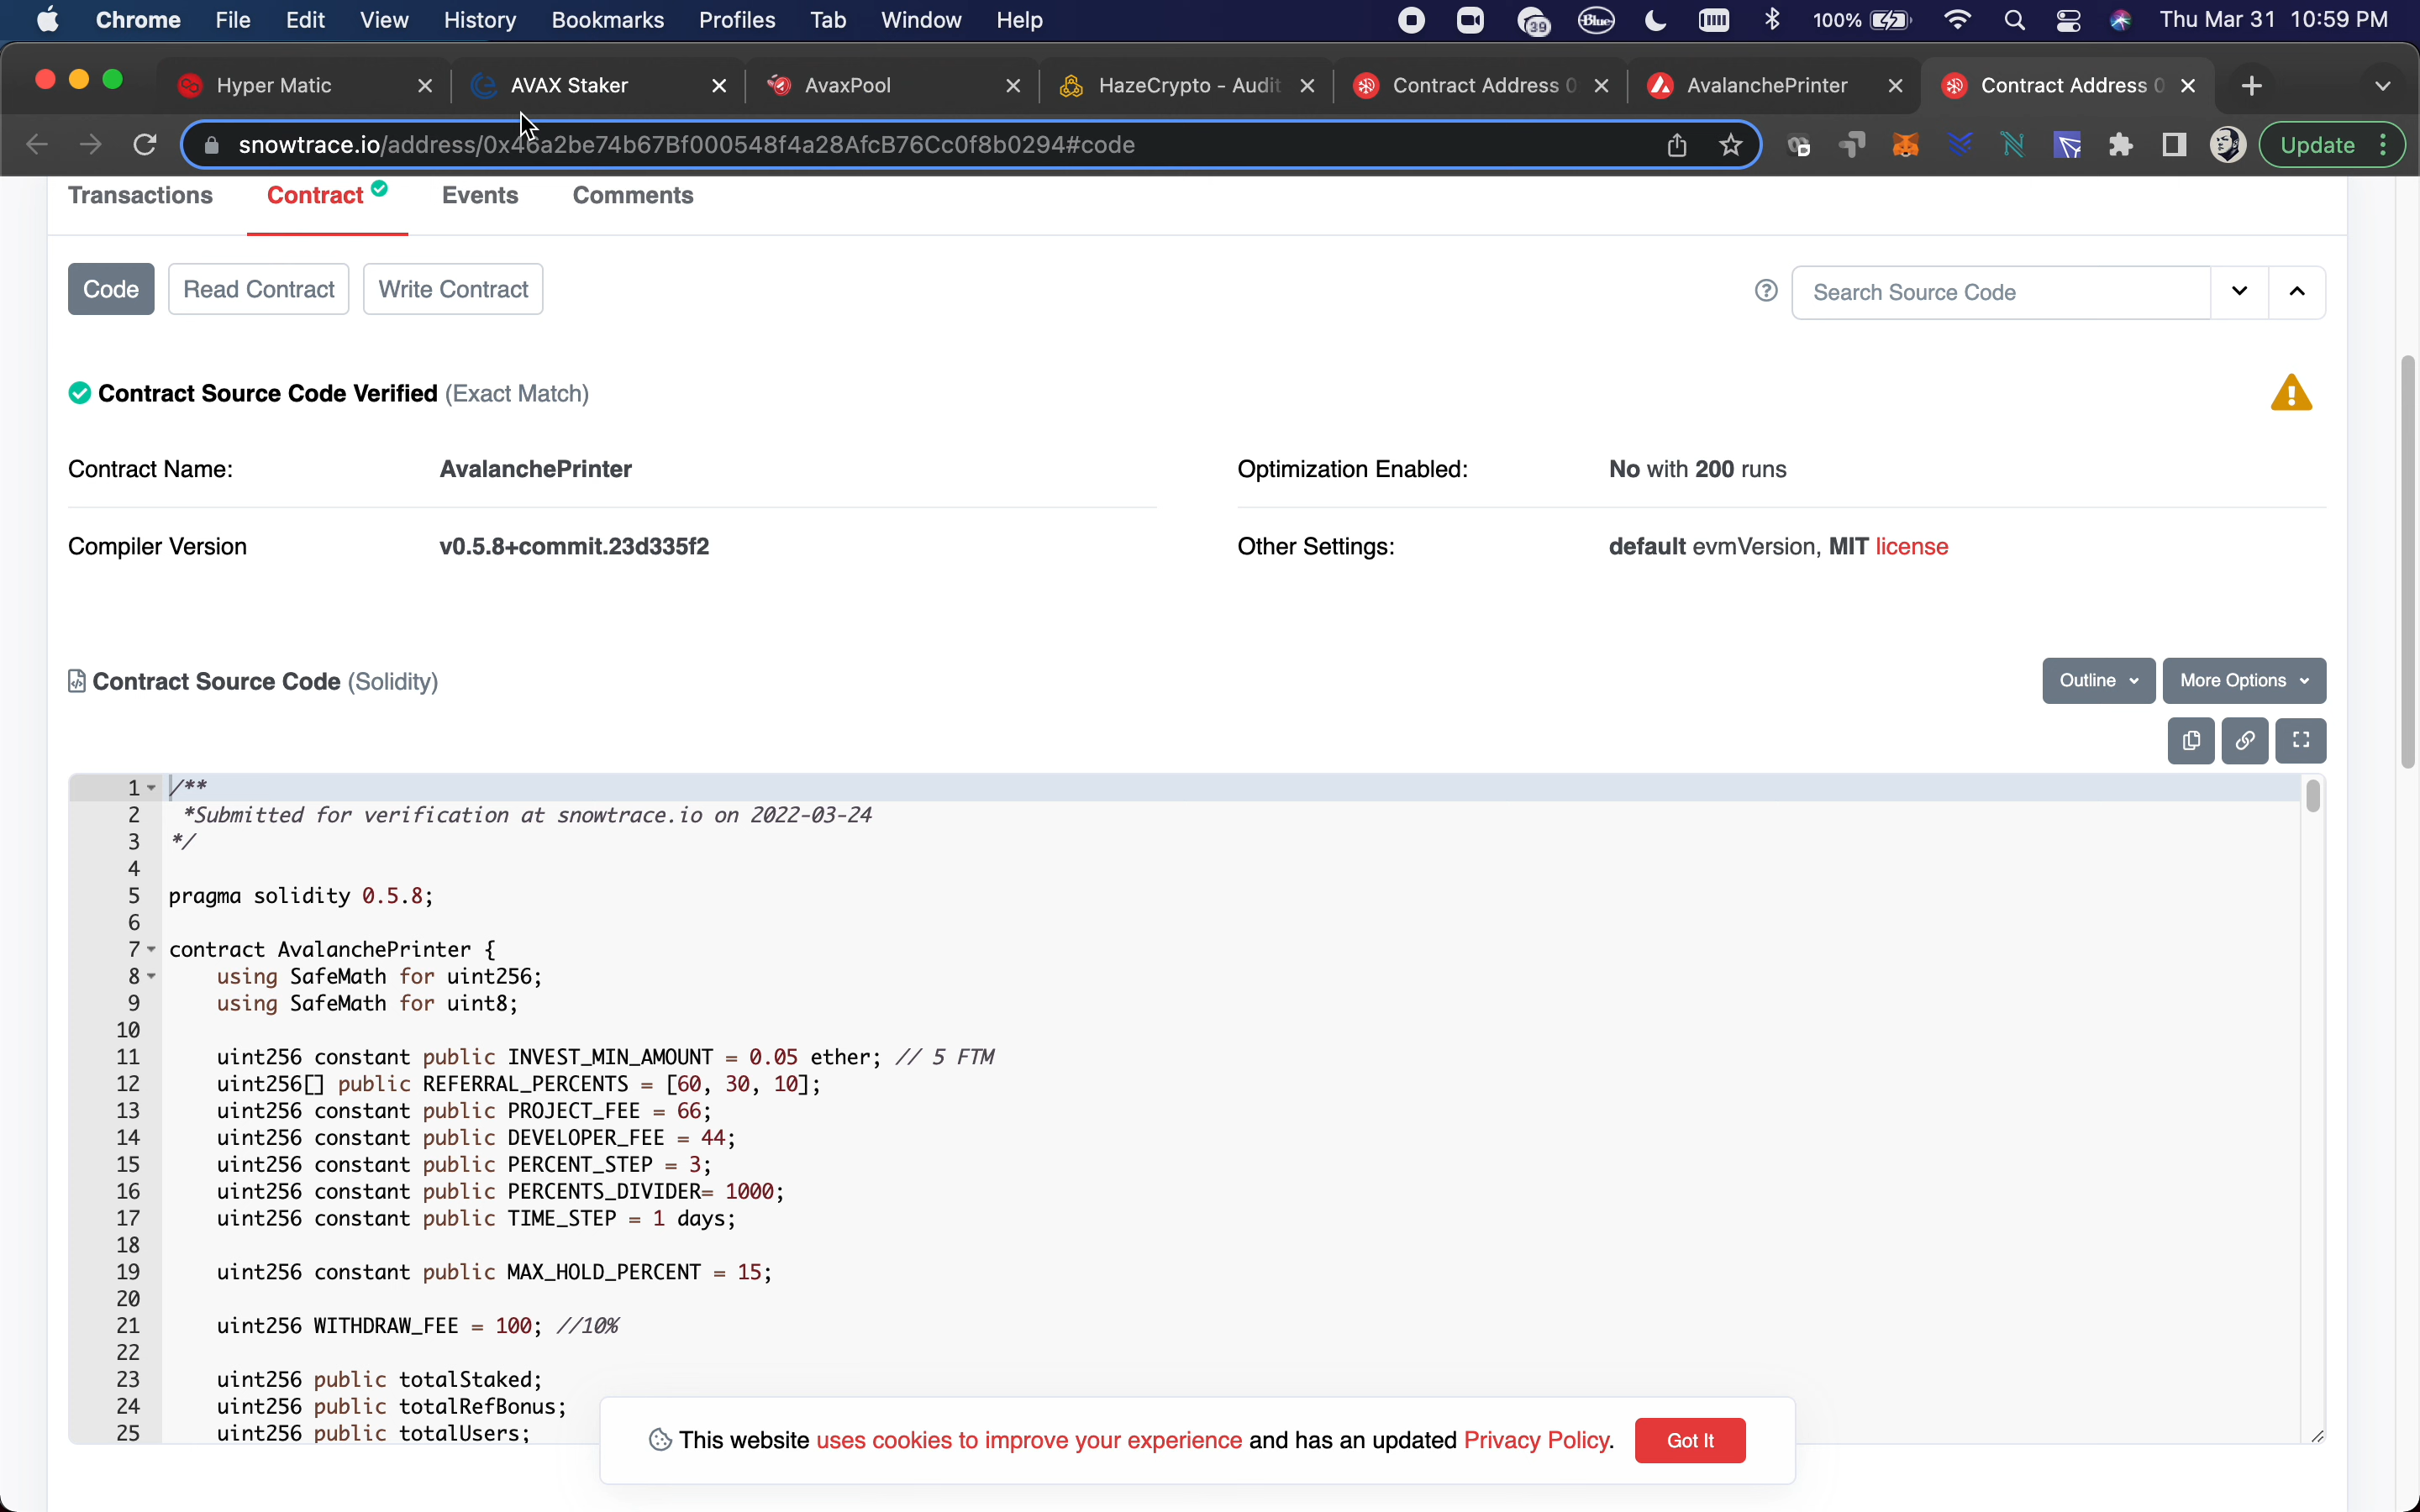 Chrome File Edit View History Bookmarks Profiles Tab Window Help 39 Blue 100% Thu Mar 31 10:59 PM
Hyper Matic AVAX Staker AvaxPool HazeCrypto - Audit Contract Address 0 AvalanchePrinter Contract Address 0
snowtrace.io/address/0x46a2be74b67Bf000548f4a28AfcB76Cc0f8b0294#code Update
Transactions Contract Events Comments
Code Read Contract Write Contract Search Source Code
Contract Source Code Verified (Exact Match)
Contract Name: AvalanchePrinter Optimization Enabled: No with 200 runs
Compiler Version v0.5.8+commit.23d335f2 Other Settings: default evmVersion, MIT license
Contract Source Code (Solidity) Outline More Options
1 /**
2 *Submitted for verification at snowtrace.io on 2022-03-24
3 */
4
5 pragma solidity 0.5.8;
6
7 contract AvalanchePrinter {
8 using SafeMath for uint256;
9 using SafeMath for uint8;
10
11 uint256 constant public INVEST_MIN_AMOUNT = 0.05 ether; // 5 FTM
12 uint256[] public REFERRAL_PERCENTS = [60, 30, 10];
13 uint256 constant public PROJECT_FEE = 66;
14 uint256 constant public DEVELOPER_FEE = 44;
15 uint256 constant public PERCENT_STEP = 3;
16 uint256 constant public PERCENTS_DIVIDER= 1000;
17 uint256 constant public TIME_STEP = 1 days;
18
19 uint256 constant public MAX_HOLD_PERCENT = 15;
20
21 uint256 WITHDRAW_FEE = 100; //10%
22
23 uint256 public totalStaked;
24 uint256 public totalRefBonus;
25 uint256 public totalUsers;
This website uses cookies to improve your experience and has an updated Privacy Policy. Got It